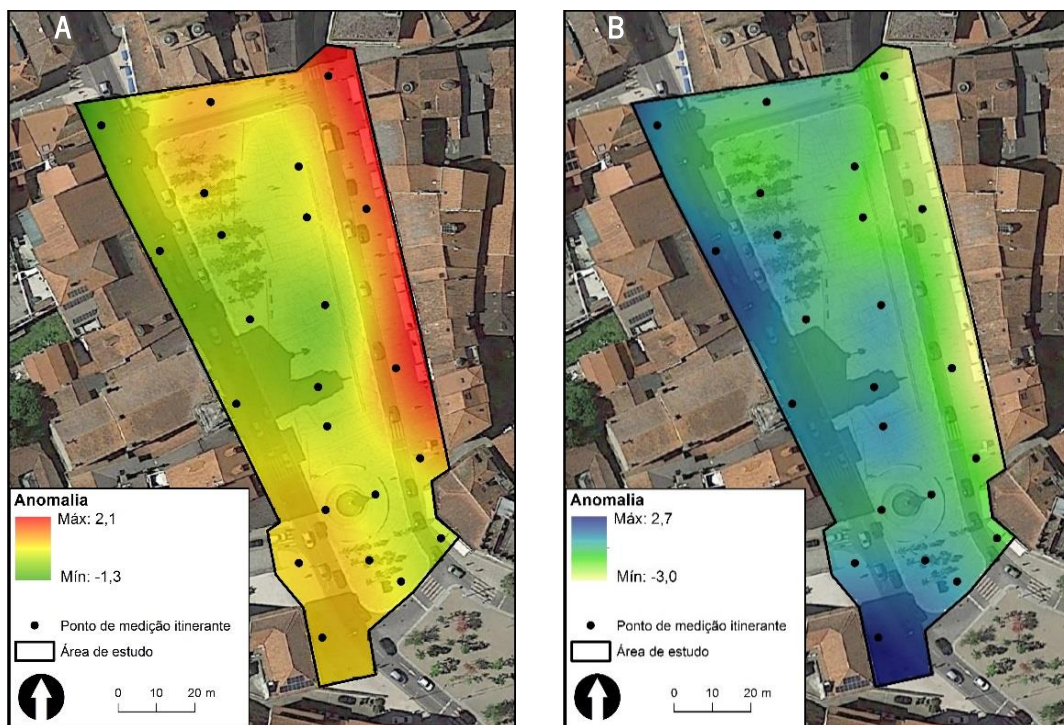 A
Anomalia
Máx: 2,1
Mín: -1,3
Ponto de medição itinerante
Área de estudo
0 10 20 m
B
Anomalia
Máx: 2,7
Mín: -3,0
Ponto de medição itinerante
Área de estudo
0 10 20 m